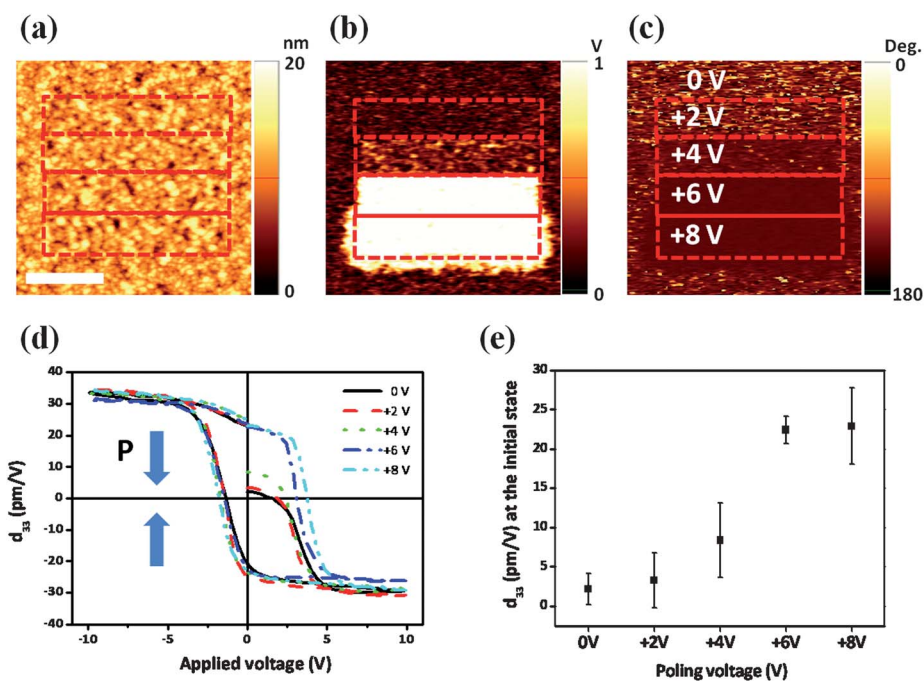 (a)
nm
20
0
(b)
V
1
0
(c)
Deg.
0
180
0 V
+2 V
+4 V
+6 V
+8 V
(d)
d33 (pm/V)
40
30
20
10
0
-10
-20
-30
-40
-10
-5
0
5
10
Applied voltage (V)
P
0 V
+2 V
+4 V
+6 V
+8 V
(e)
d33 (pm/V) at the initial state
30
25
20
15
10
5
0
0V
+2V
+4V
+6V
+8V
Poling voltage (V)